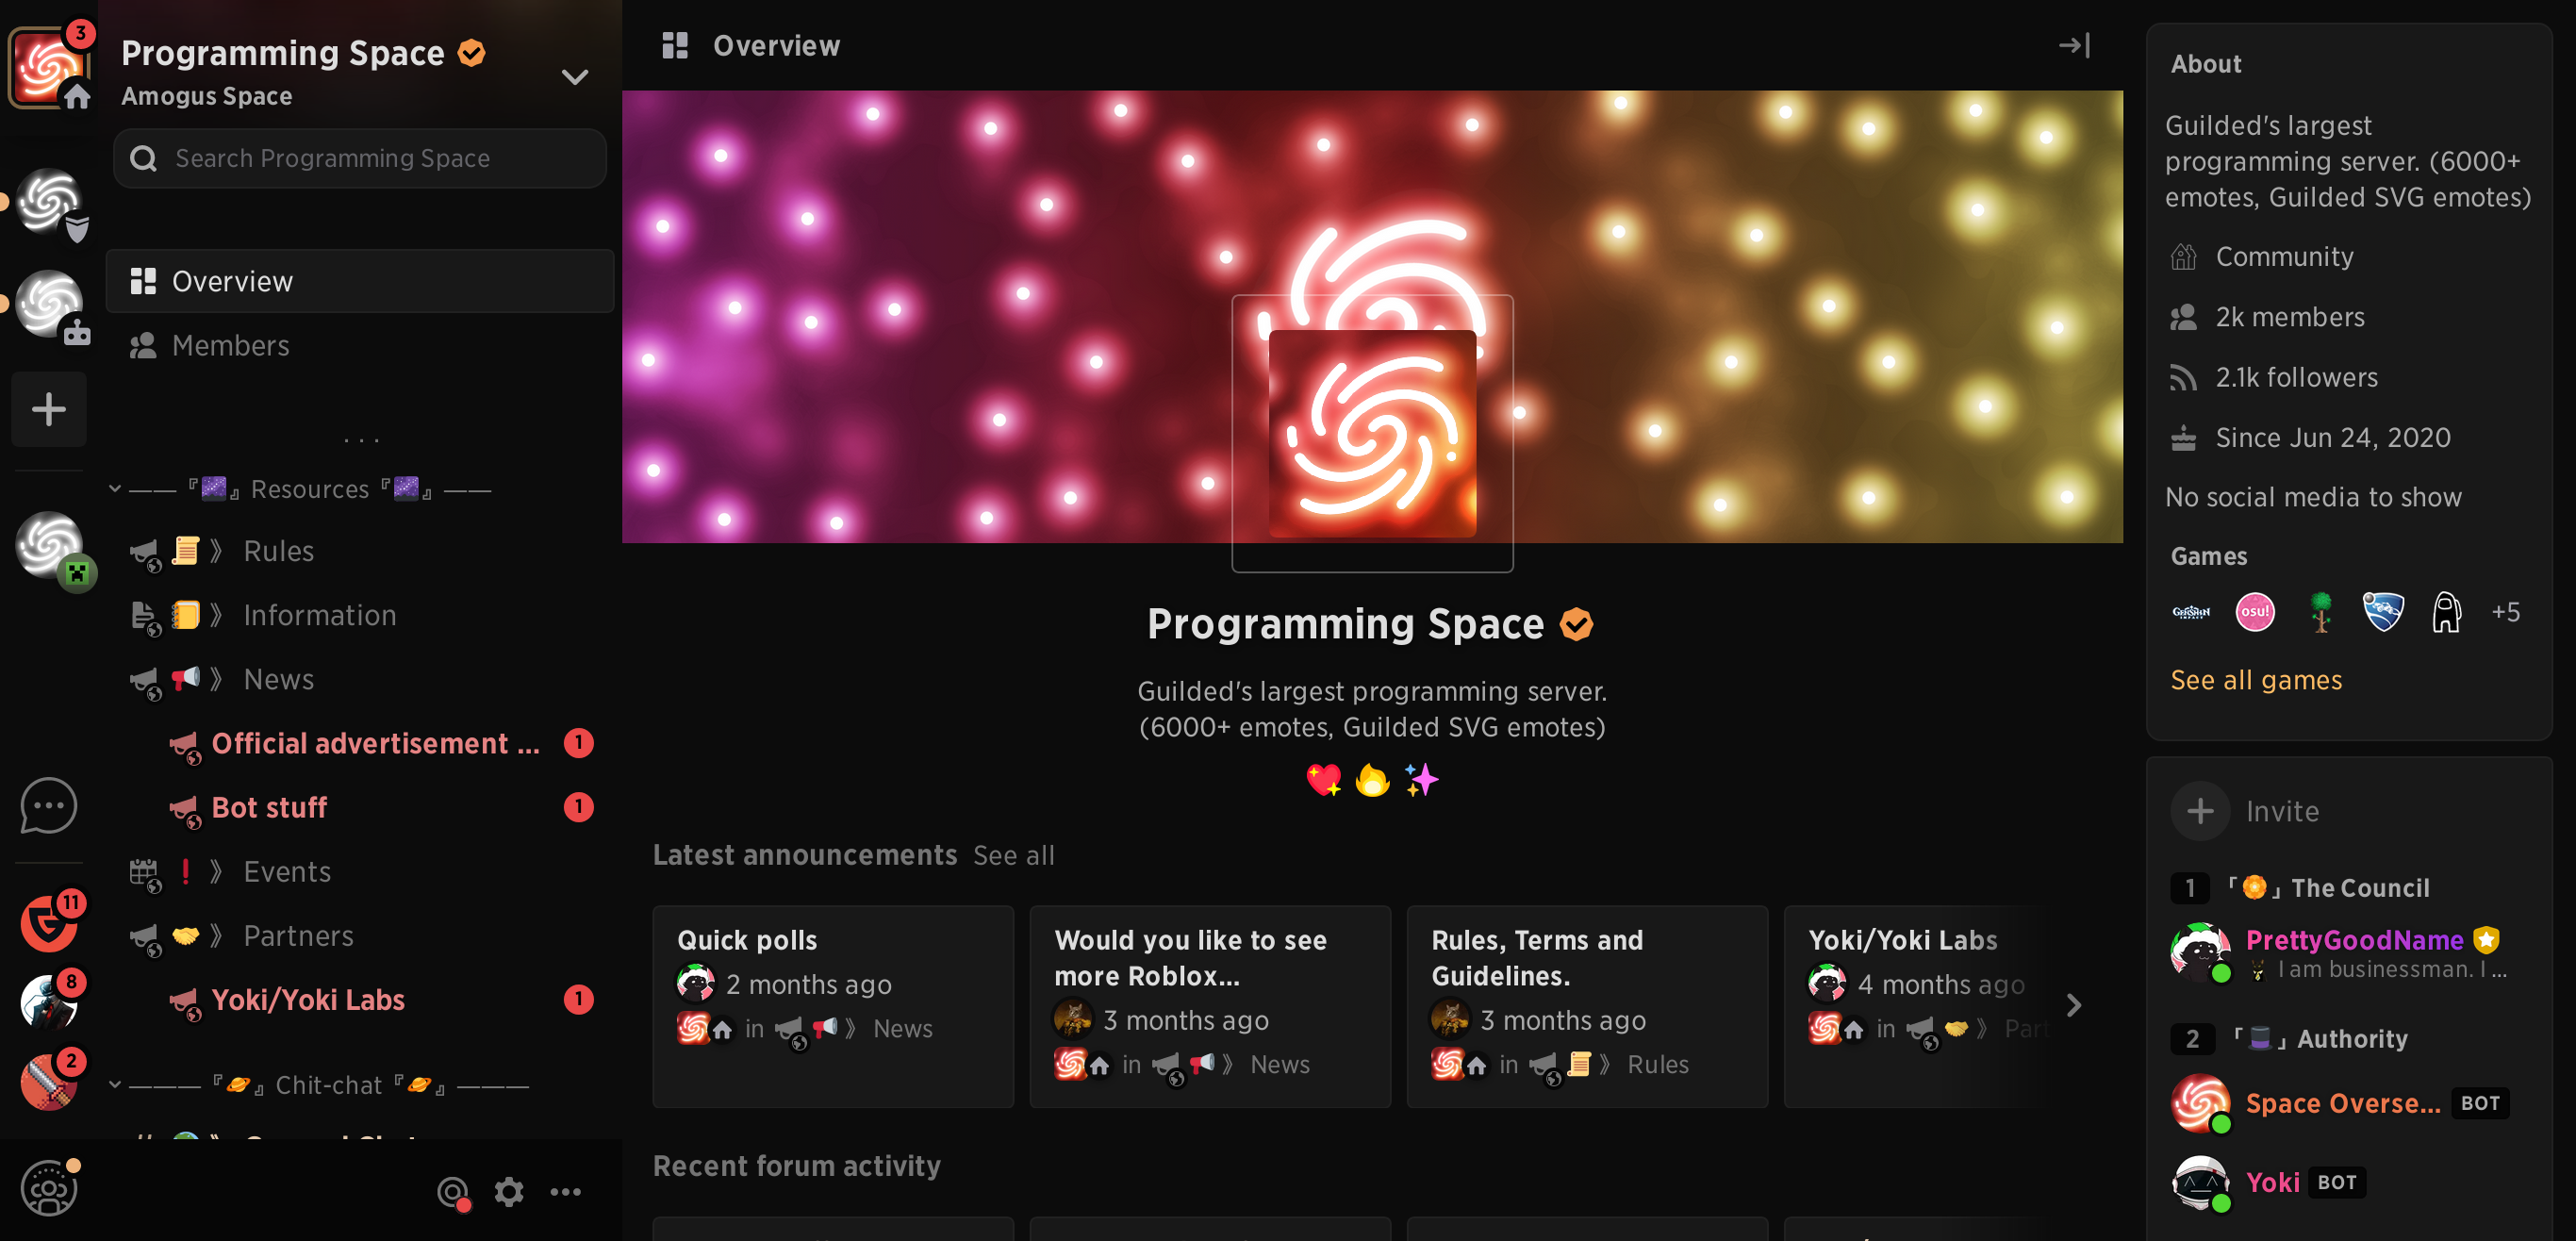 3
Programming Space
Amogus Space
Search Programming Space
Overview
Members
...
—— 『🌌』 Resources 『🌌』 ——
📜 》 Rules
📒 》 Information
📢 》 News
Official advertisement ... 1
Bot stuff 1
❗ 》 Events
🤝 》 Partners
Yoki/Yoki Labs 1
——— 『🪐』 Chit-chat 『🪐』 ———
11
8
2
Overview
Programming Space
Guilded's largest programming server.
(6000+ emotes, Guilded SVG emotes)
💖 🔥 ✨
Latest announcements See all
Quick polls
2 months ago
in 📢 》 News
Would you like to see
more Roblox...
3 months ago
in 📢 》 News
Rules, Terms and
Guidelines.
3 months ago
in 📜 》 Rules
Yoki/Yoki Labs
4 months ago
in 🤝 》 Part
Recent forum activity
About
Guilded's largest
programming server. (6000+
emotes, Guilded SVG emotes)
Community
2k members
2.1k followers
Since Jun 24, 2020
No social media to show
Games
GENSHIN IMPACT osu! +5
See all games
Invite
1 「🏵️」 The Council
PrettyGoodName
I am businessman. I ...
2 「🎩」 Authority
Space Overse... BOT
Yoki BOT